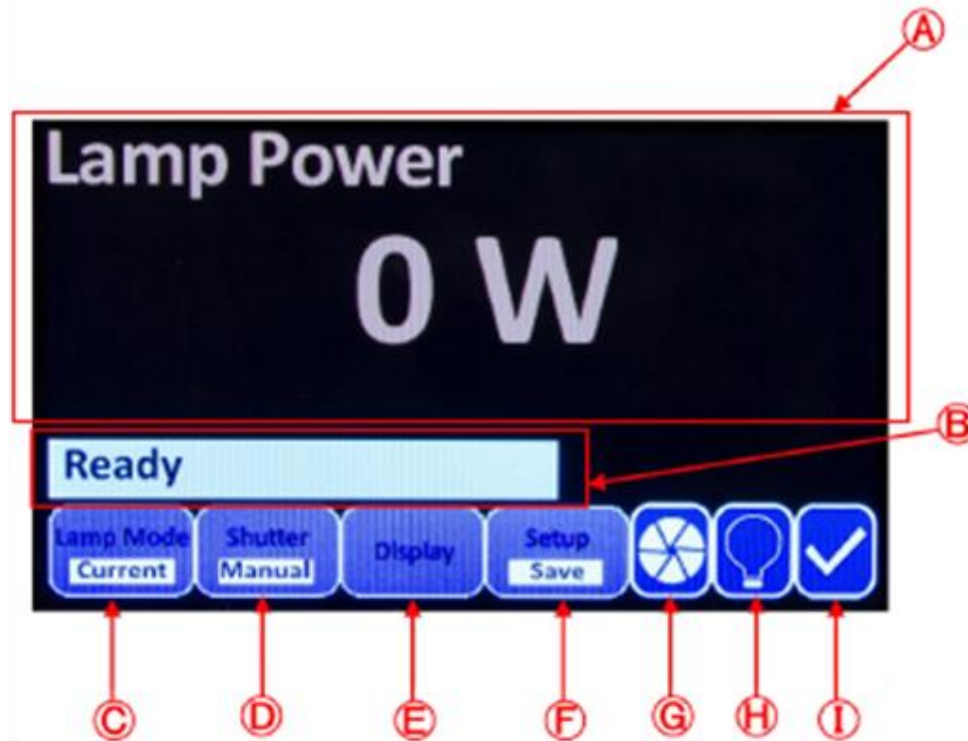 Ⓐ
Lamp Power
0 W
Ⓑ
Ready
Lamp Mode
Current
Shutter
Manual
Display
Setup
Save
Ⓒ Ⓓ Ⓔ Ⓕ Ⓖ Ⓗ Ⓘ